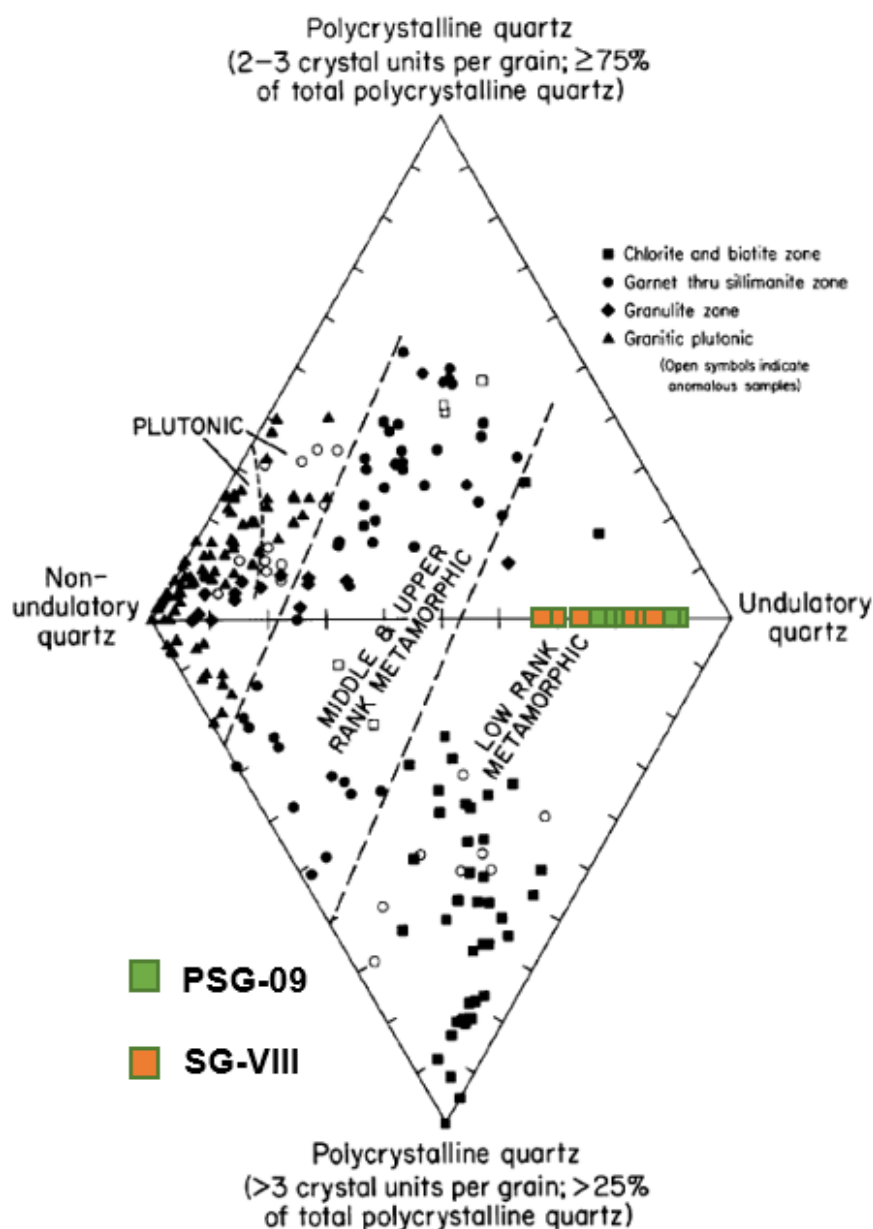 Polycrystalline quartz
(2–3 crystal units per grain; ≥75%
of total polycrystalline quartz)
Chlorite and biotite zone
Garnet thru sillimanite zone
Granulite zone
Granitic plutonic
(Open symbols indicate
anomalous samples)
PLUTONIC
Non-
undulatory
quartz
Undulatory
quartz
MIDDLE & UPPER
RANK METAMORPHIC
LOW RANK
METAMORPHIC
PSG-09
SG-VIII
Polycrystalline quartz
(>3 crystal units per grain; >25%
of total polycrystalline quartz)